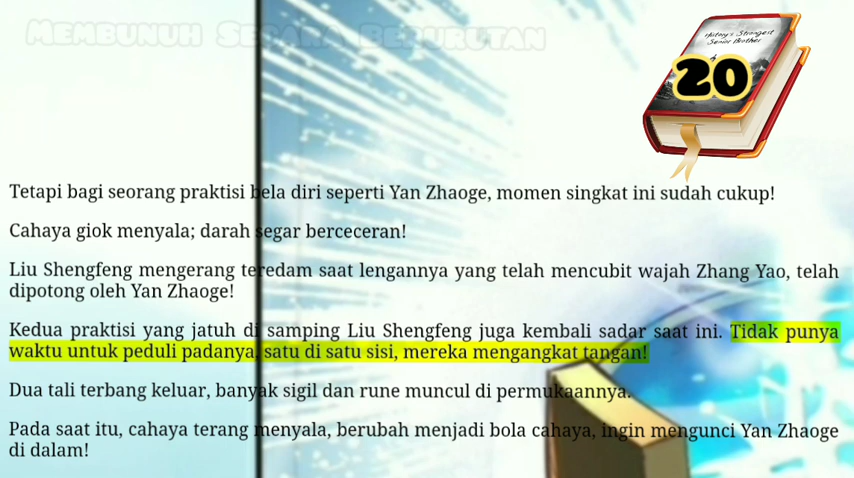 Membunuh Secara Berurutan
History's Strongest
Senior Brother
20
Tetapi bagi seorang praktisi bela diri seperti Yan Zhaoge, momen singkat ini sudah cukup!
Cahaya giok menyala; darah segar berceceran!
Liu Shengfeng mengerang teredam saat lengannya yang telah mencubit wajah Zhang Yao, telah
dipotong oleh Yan Zhaoge!
Kedua praktisi yang jatuh di samping Liu Shengfeng juga kembali sadar saat ini. Tidak punya
waktu untuk peduli padanya, satu di satu sisi, mereka mengangkat tangan!
Dua tali terbang keluar, banyak sigil dan rune muncul di permukaannya.
Pada saat itu, cahaya terang menyala, berubah menjadi bola cahaya, ingin mengunci Yan Zhaoge
di dalam!